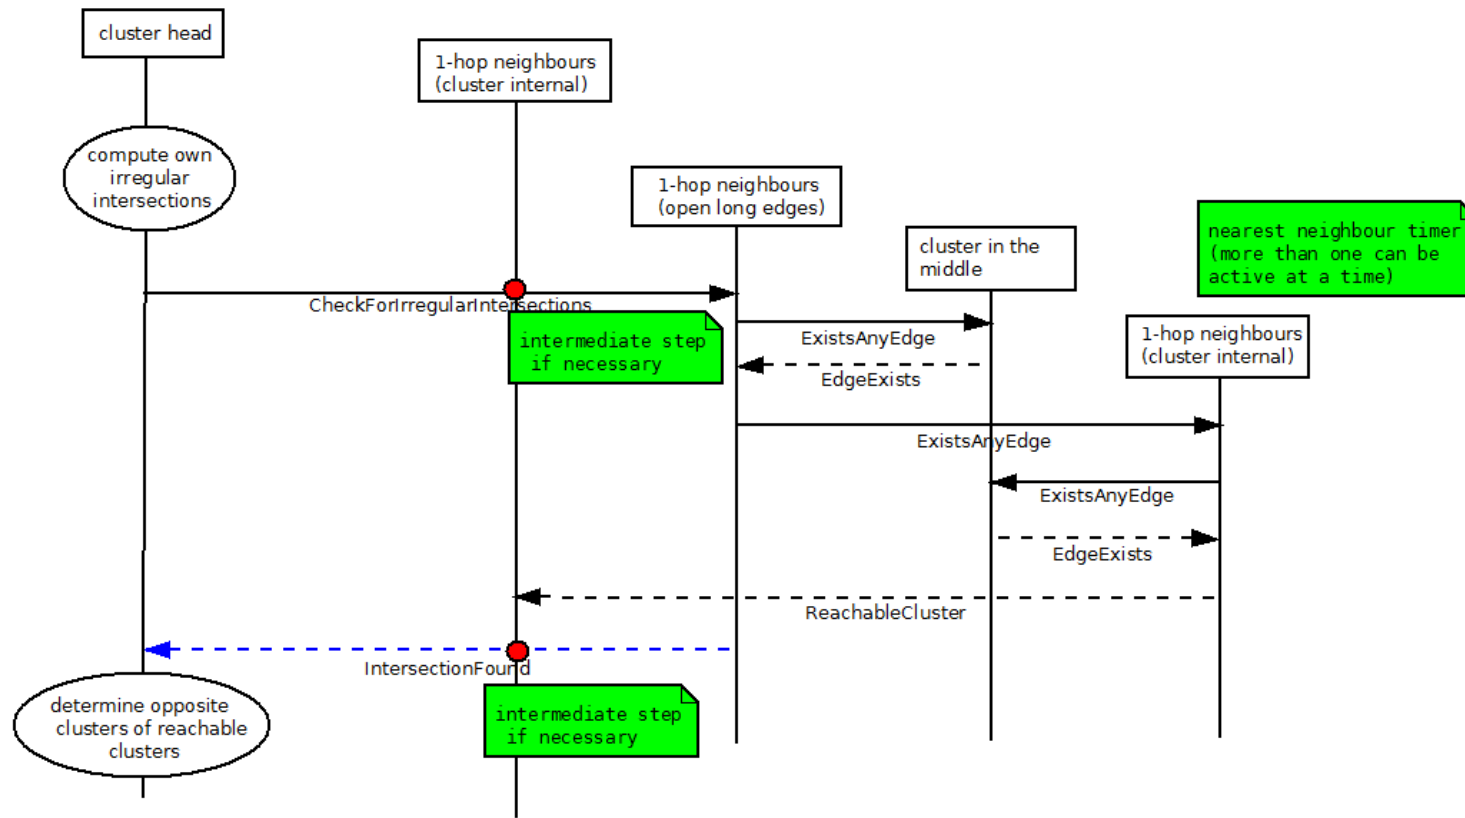 cluster head
1-hop neighbours
(cluster internal)
compute own
irregular
intersections
1-hop neighbours
(open long edges)
cluster in the
middle
nearest neighbour timer
(more than one can be
active at a time)
CheckForIrregularIntersections
intermediate step
if necessary
ExistsAnyEdge
EdgeExists
1-hop neighbours
(cluster internal)
ExistsAnyEdge
ExistsAnyEdge
EdgeExists
ReachableCluster
IntersectionFound
determine opposite
clusters of reachable
clusters
intermediate step
if necessary